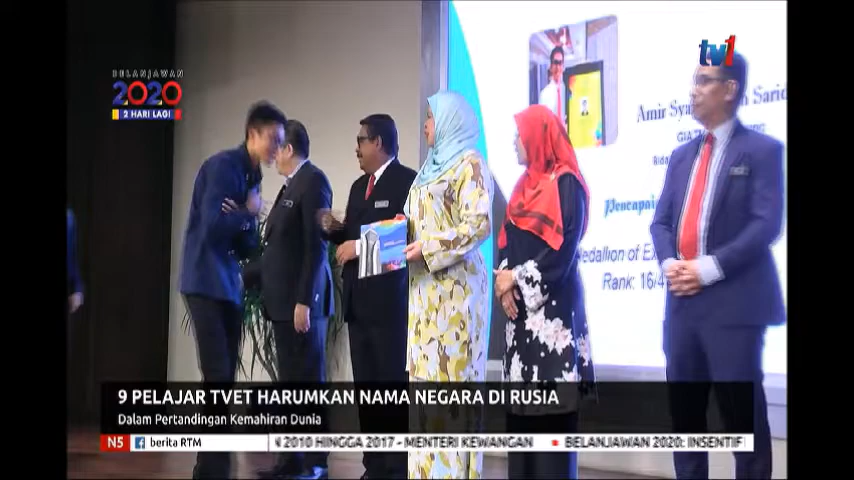 tv1
BELANJAWAN
2020
2 HARI LAGI
Amir Sya
Sarid
GIA
Bida
Pencapai
Medallion of Ex
Rank: 16/4
9 PELAJAR TVET HARUMKAN NAMA NEGARA DI RUSIA
Dalam Pertandingan Kemahiran Dunia
N5 berita RTM 2010 HINGGA 2017 - MENTERI KEWANGAN BELANJAWAN 2020: INSENTIF